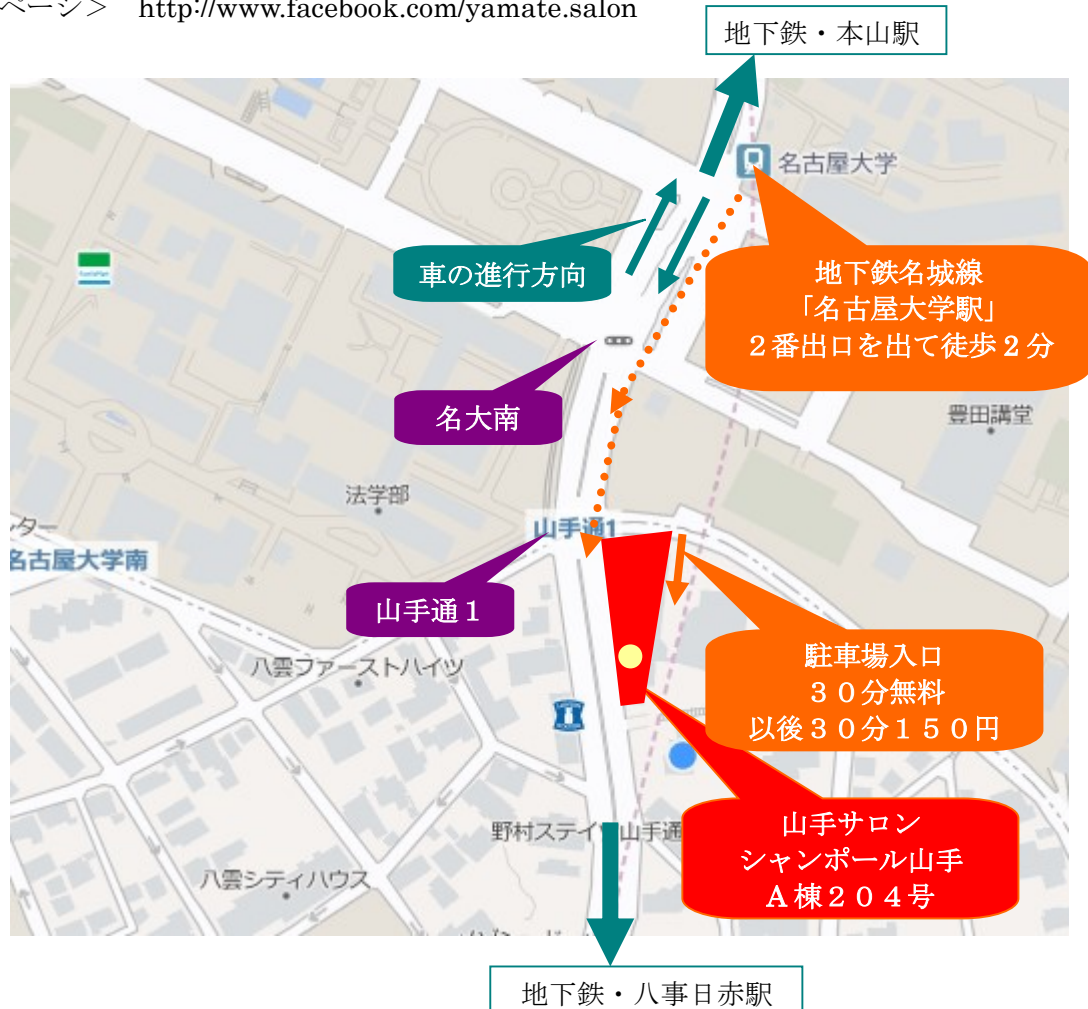 ページ＞　http://www.facebook.com/yamate.salon
地下鉄・本山駅
名古屋大学
車の進行方向
地下鉄名城線
「名古屋大学駅」
２番出口を出て徒歩２分
FamilyMart
名大南
豊田講堂
法学部
ター
山手通1
名古屋大学南
山手通１
八雲ファーストハイツ
駐車場入口
３０分無料
以後３０分１５０円
野村ステイツ山手通
山手サロン
シャンポール山手
Ａ棟２０４号
八雲シティハウス
地下鉄・八事日赤駅